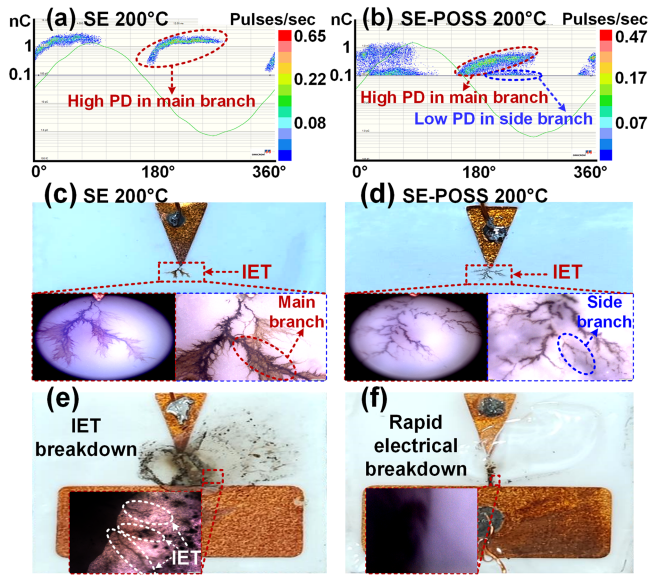 (a) SE 200°C
nC
1
0.1
Pulses/sec
0.65
0.22
0.08
High PD in main branch
0° 180° 360°
(b) SE-POSS 200°C
nC
1
0.1
Pulses/sec
0.47
0.17
0.07
High PD in main branch
Low PD in side branch
0° 180° 360°
(c) SE 200°C
IET
Main
branch
(d) SE-POSS 200°C
IET
Side
branch
(e)
IET
breakdown
IET
(f)
Rapid
electrical
breakdown